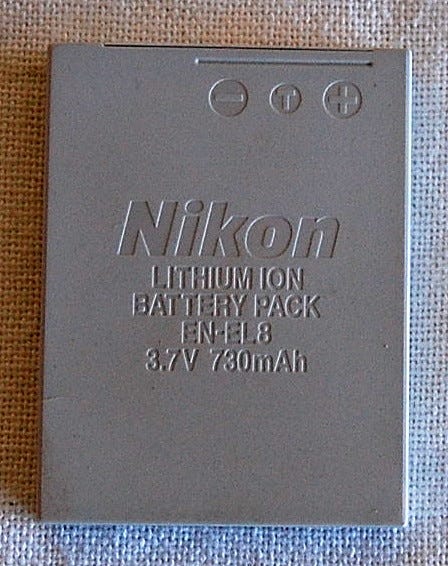 − T +
Nikon
LITHIUM ION
BATTERY PACK
EN-EL8
3.7V 730mAh